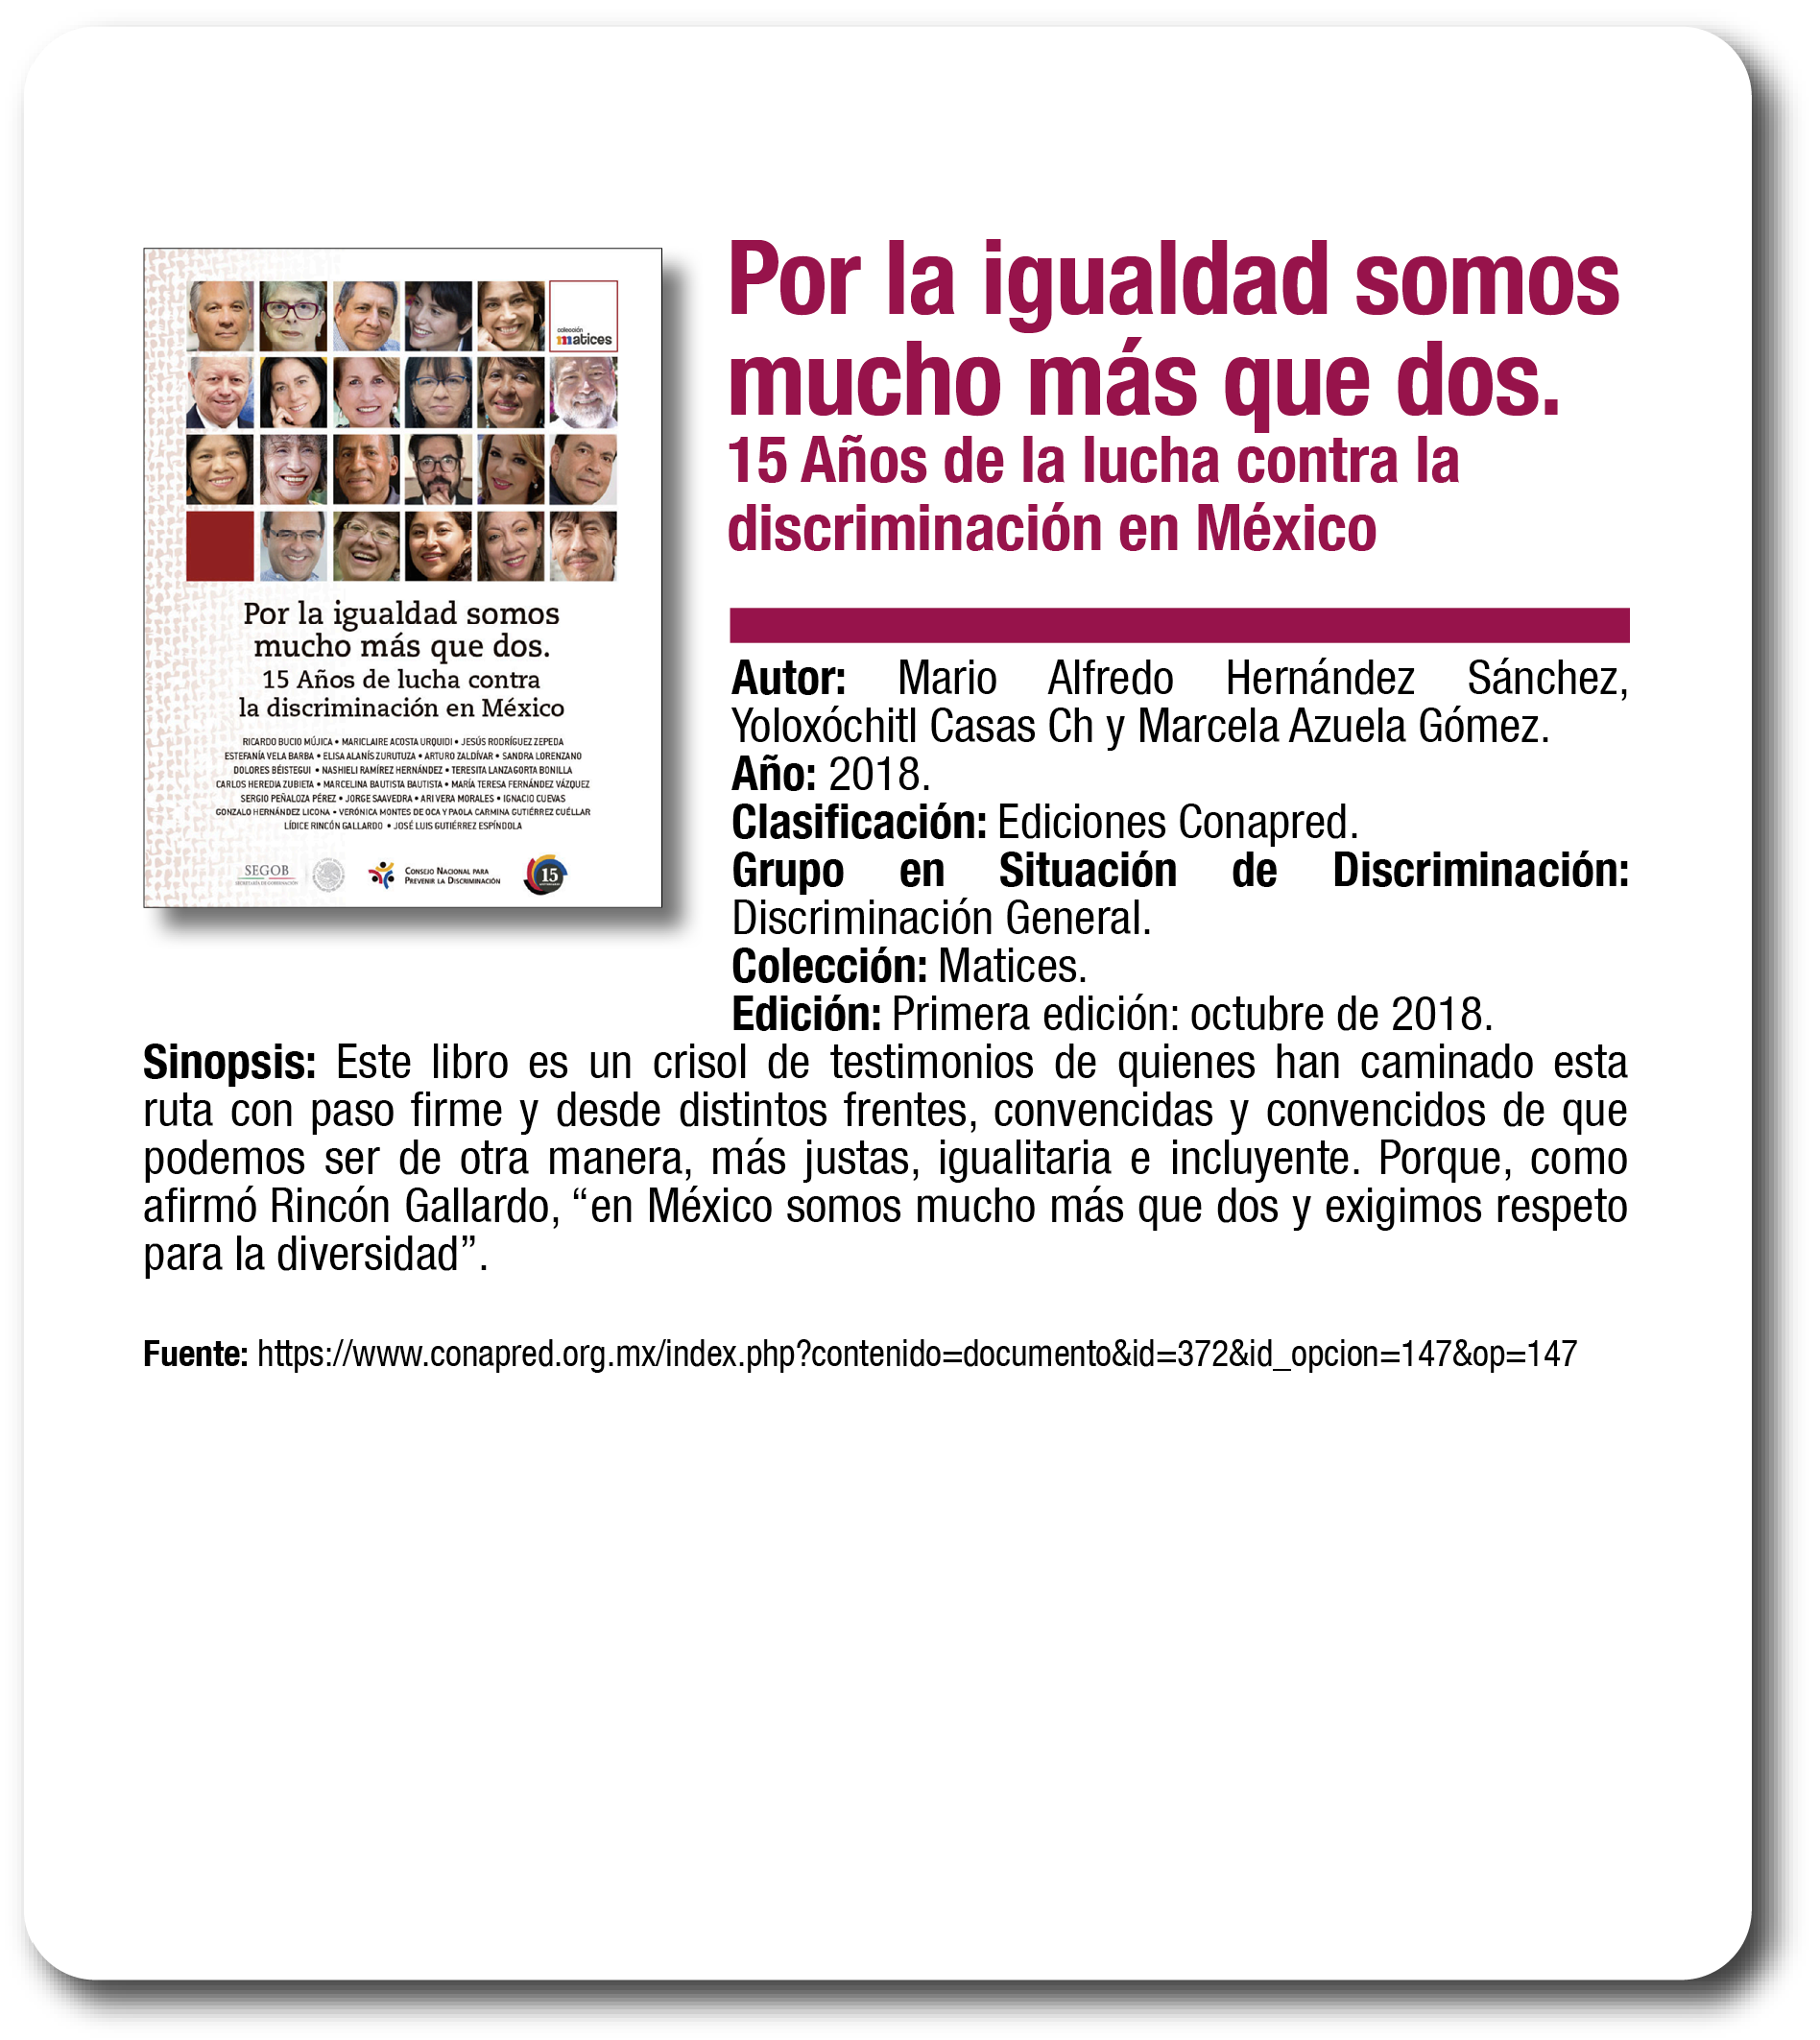 colección
matices
Por la igualdad somos
mucho más que dos.
15 Años de lucha contra
la discriminación en México
RICARDO BUCIO MÚJICA • MARICLAIRE ACOSTA URQUIDI • JESÚS RODRÍGUEZ ZEPEDA
ESTEFANÍA VELA BARBA • ELISA ALANÍS ZURUTUZA • ARTURO ZALDÍVAR • SANDRA LORENZANO
DOLORES BÉISTEGUI • NASHIELI RAMÍREZ HERNÁNDEZ • TERESITA LANZAGORTA BONILLA
CARLOS HEREDIA ZUBIETA • MARCELINA BAUTISTA BAUTISTA • MARÍA TERESA FERNÁNDEZ VÁZQUEZ
SERGIO PEÑALOZA PÉREZ • JORGE SAAVEDRA • ARI VERA MORALES • IGNACIO CUEVAS
GONZALO HERNÁNDEZ LICONA • VERÓNICA MONTES DE OCA Y PAOLA CARMINA GUTIÉRREZ CUÉLLAR
LÍDICE RINCÓN GALLARDO • JOSÉ LUIS GUTIÉRREZ ESPÍNDOLA
SEGOB
SECRETARÍA DE GOBERNACIÓN
CONSEJO NACIONAL PARA
PREVENIR LA DISCRIMINACIÓN
15
Por la igualdad somos
mucho más que dos.
15 Años de la lucha contra la
discriminación en México
Autor: Mario Alfredo Hernández Sánchez,
Yoloxóchitl Casas Ch y Marcela Azuela Gómez.
Año: 2018.
Clasificación: Ediciones Conapred.
Grupo en Situación de Discriminación:
Discriminación General.
Colección: Matices.
Edición: Primera edición: octubre de 2018.
Sinopsis: Este libro es un crisol de testimonios de quienes han caminado esta
ruta con paso firme y desde distintos frentes, convencidas y convencidos de que
podemos ser de otra manera, más justas, igualitaria e incluyente. Porque, como
afirmó Rincón Gallardo, “en México somos mucho más que dos y exigimos respeto
para la diversidad”.
Fuente: https://www.conapred.org.mx/index.php?contenido=documento&id=372&id_opcion=147&op=147